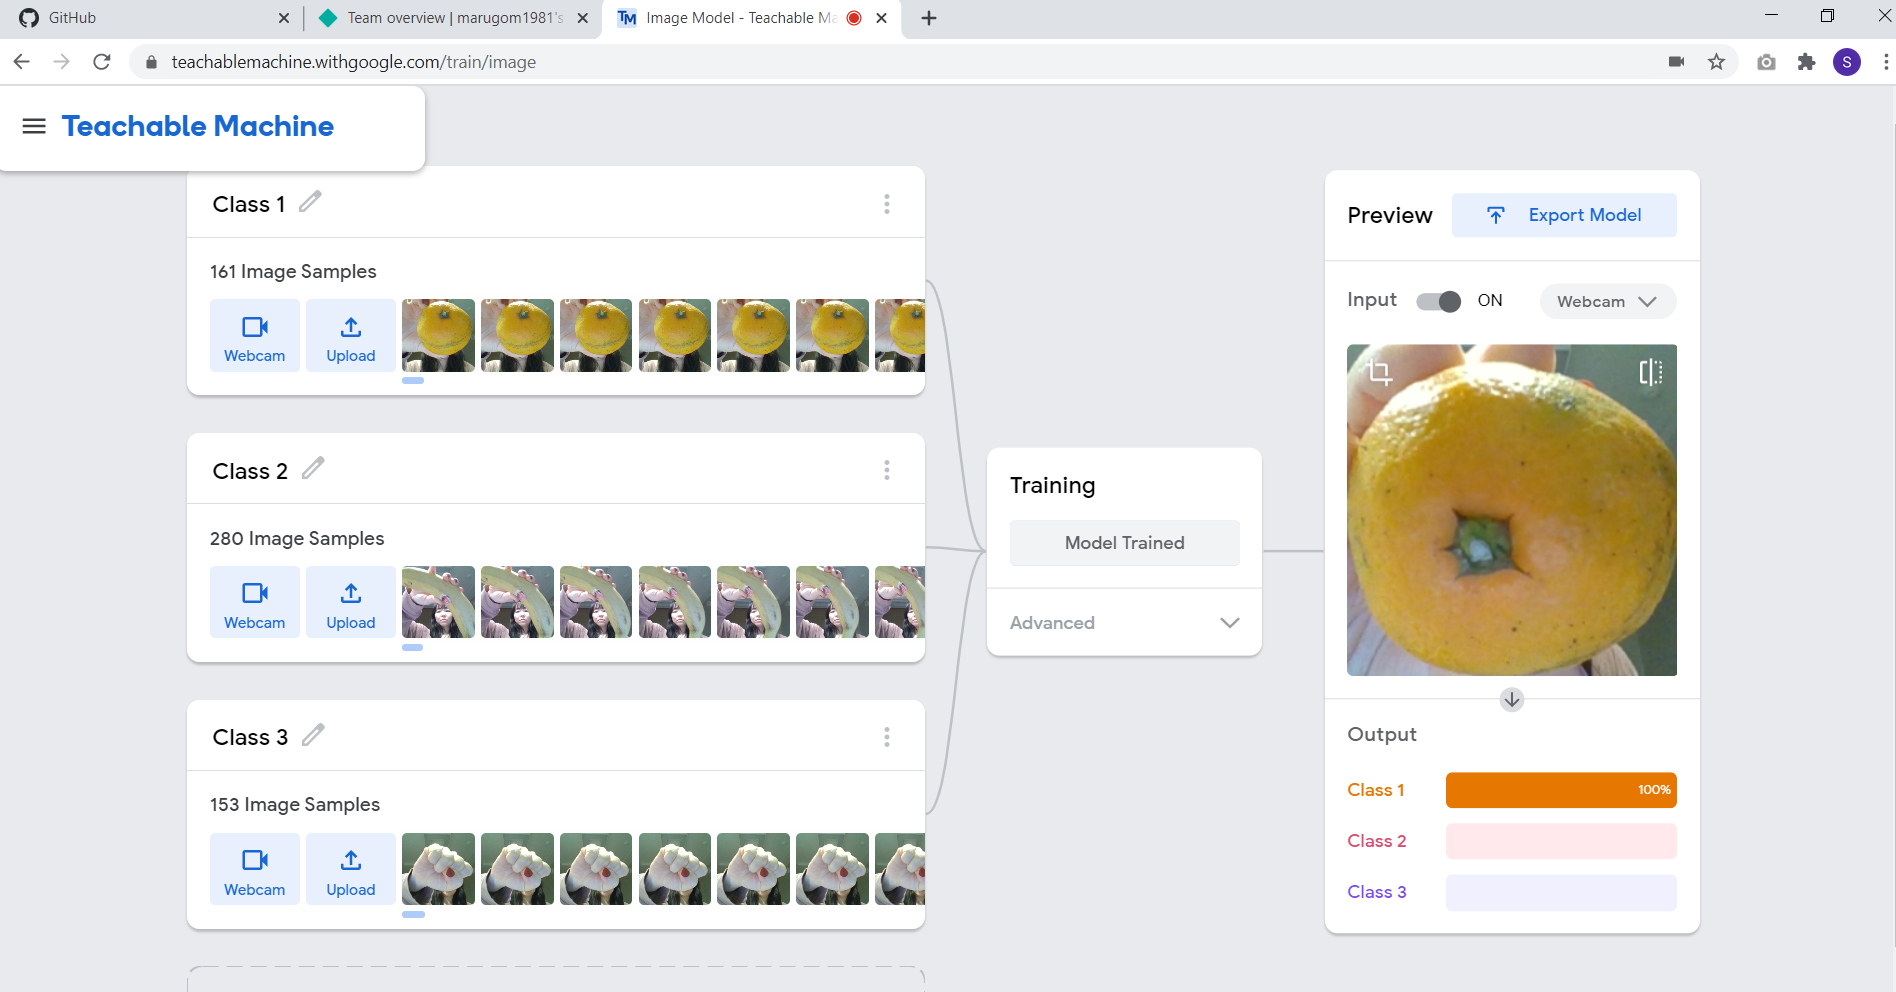 GitHub
Team overview | marugom1981's
TM Image Model - Teachable Ma
teachablemachine.withgoogle.com/train/image
S
Teachable Machine
Class 1
161 Image Samples
Webcam
Upload
Class 2
280 Image Samples
Webcam
Upload
Class 3
153 Image Samples
Webcam
Upload
Training
Model Trained
Advanced
Preview
Export Model
Input ON Webcam
Output
Class 1 100%
Class 2
Class 3